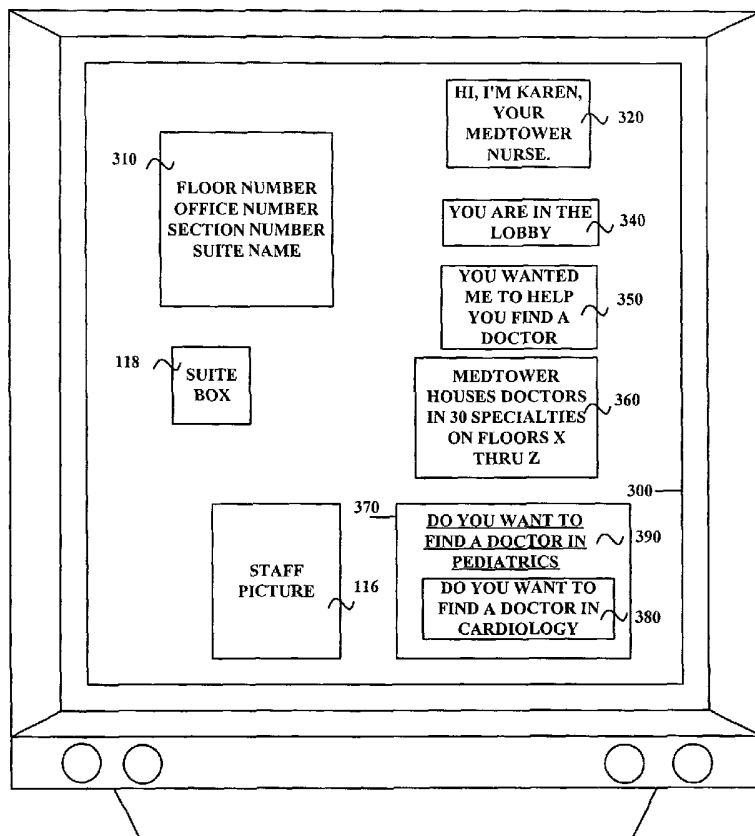 HI, I'M KAREN,
YOUR
MEDTOWER
NURSE.
320
310
FLOOR NUMBER
OFFICE NUMBER
SECTION NUMBER
SUITE NAME
YOU ARE IN THE
LOBBY
340
YOU WANTED
ME TO HELP
YOU FIND A
DOCTOR
350
118
SUITE
BOX
MEDTOWER
HOUSES DOCTORS
IN 30 SPECIALTIES
ON FLOORS X
THRU Z
360
300
370
DO YOU WANT TO
FIND A DOCTOR IN
PEDIATRICS
390
STAFF
PICTURE
116
DO YOU WANT TO
FIND A DOCTOR IN
CARDIOLOGY
380